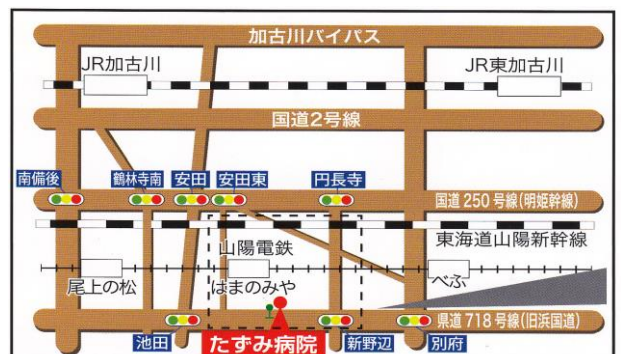 加古川バイパス
JR加古川
JR東加古川
国道2号線
南備後
鶴林寺南
安田
安田東
円長寺
国道250号線(明姫幹線)
東海道山陽新幹線
山陽電鉄
尾上の松
はまのみや
べふ
県道718号線(旧浜国道)
池田
たずみ病院
新野辺
別府